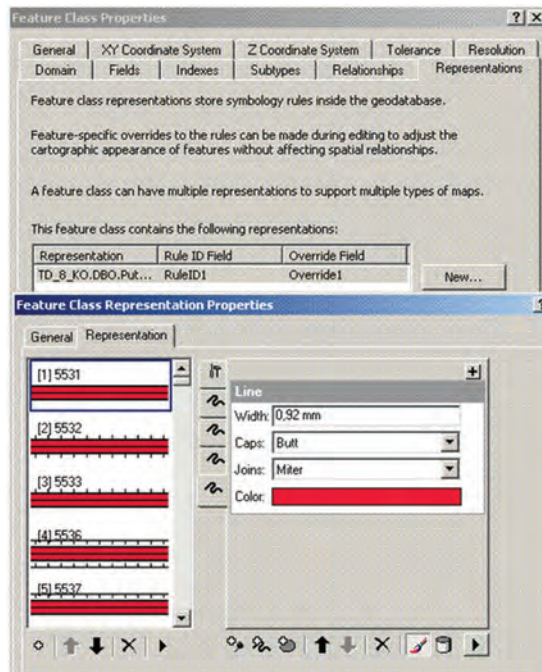 Feature Class Properties
General XY Coordinate System Z Coordinate System Tolerance Resolution
Domain Fields Indexes Subtypes Relationships Representations
Feature class representations store symbology rules inside the geodatabase.
Feature-specific overrides to the rules can be made during editing to adjust the
cartographic appearance of features without affecting spatial relationships.
A feature class can have multiple representations to support multiple types of maps.
This feature class contains the following representations:
Representation Rule ID Field Override Field
TD_8_KO.DBO.Put... RuleID1 Override1
New...
Feature Class Representation Properties
General Representation
[1] 5531
[2] 5532
[3] 5533
[4] 5536
[5] 5537
Line
Width: 0,92 mm
Caps: Butt
Joins: Miter
Color: